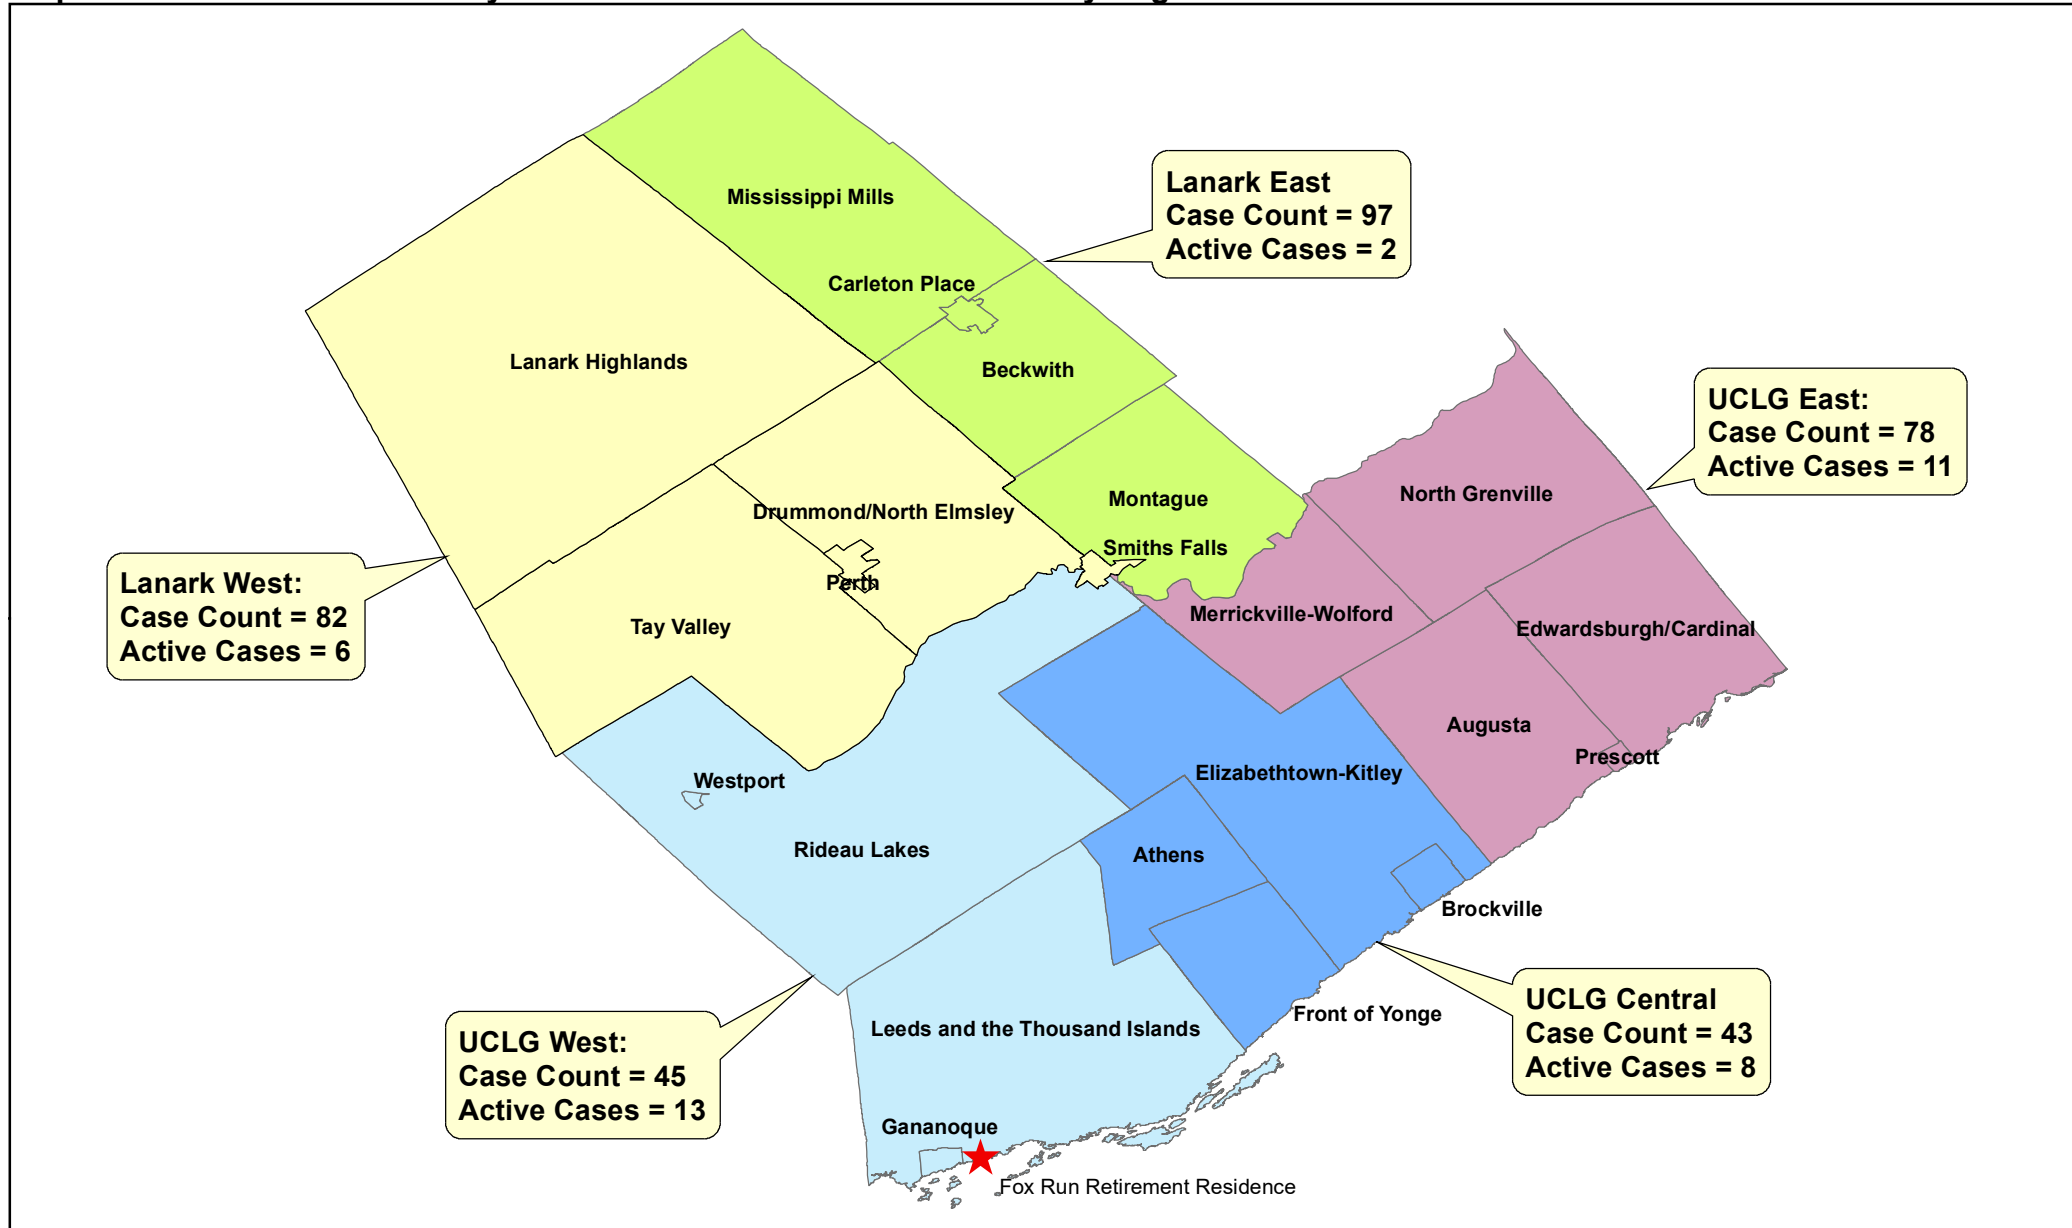 Mississippi Mills
Lanark East
Case Count = 97
Active Cases = 2
Carleton Place
Lanark Highlands
Beckwith
UCLG East:
Case Count = 78
Active Cases = 11
Montague
North Grenville
Drummond/North Elmsley
Smiths Falls
Perth
Lanark West:
Case Count = 82
Active Cases = 6
Tay Valley
Merrickville-Wolford
Edwardsburgh/Cardinal
Augusta
Prescott
Westport
Elizabethtown-Kitley
Rideau Lakes
Athens
Brockville
UCLG Central
Case Count = 43
Active Cases = 8
Front of Yonge
Leeds and the Thousand Islands
UCLG West:
Case Count = 45
Active Cases = 13
Gananoque
Fox Run Retirement Residence